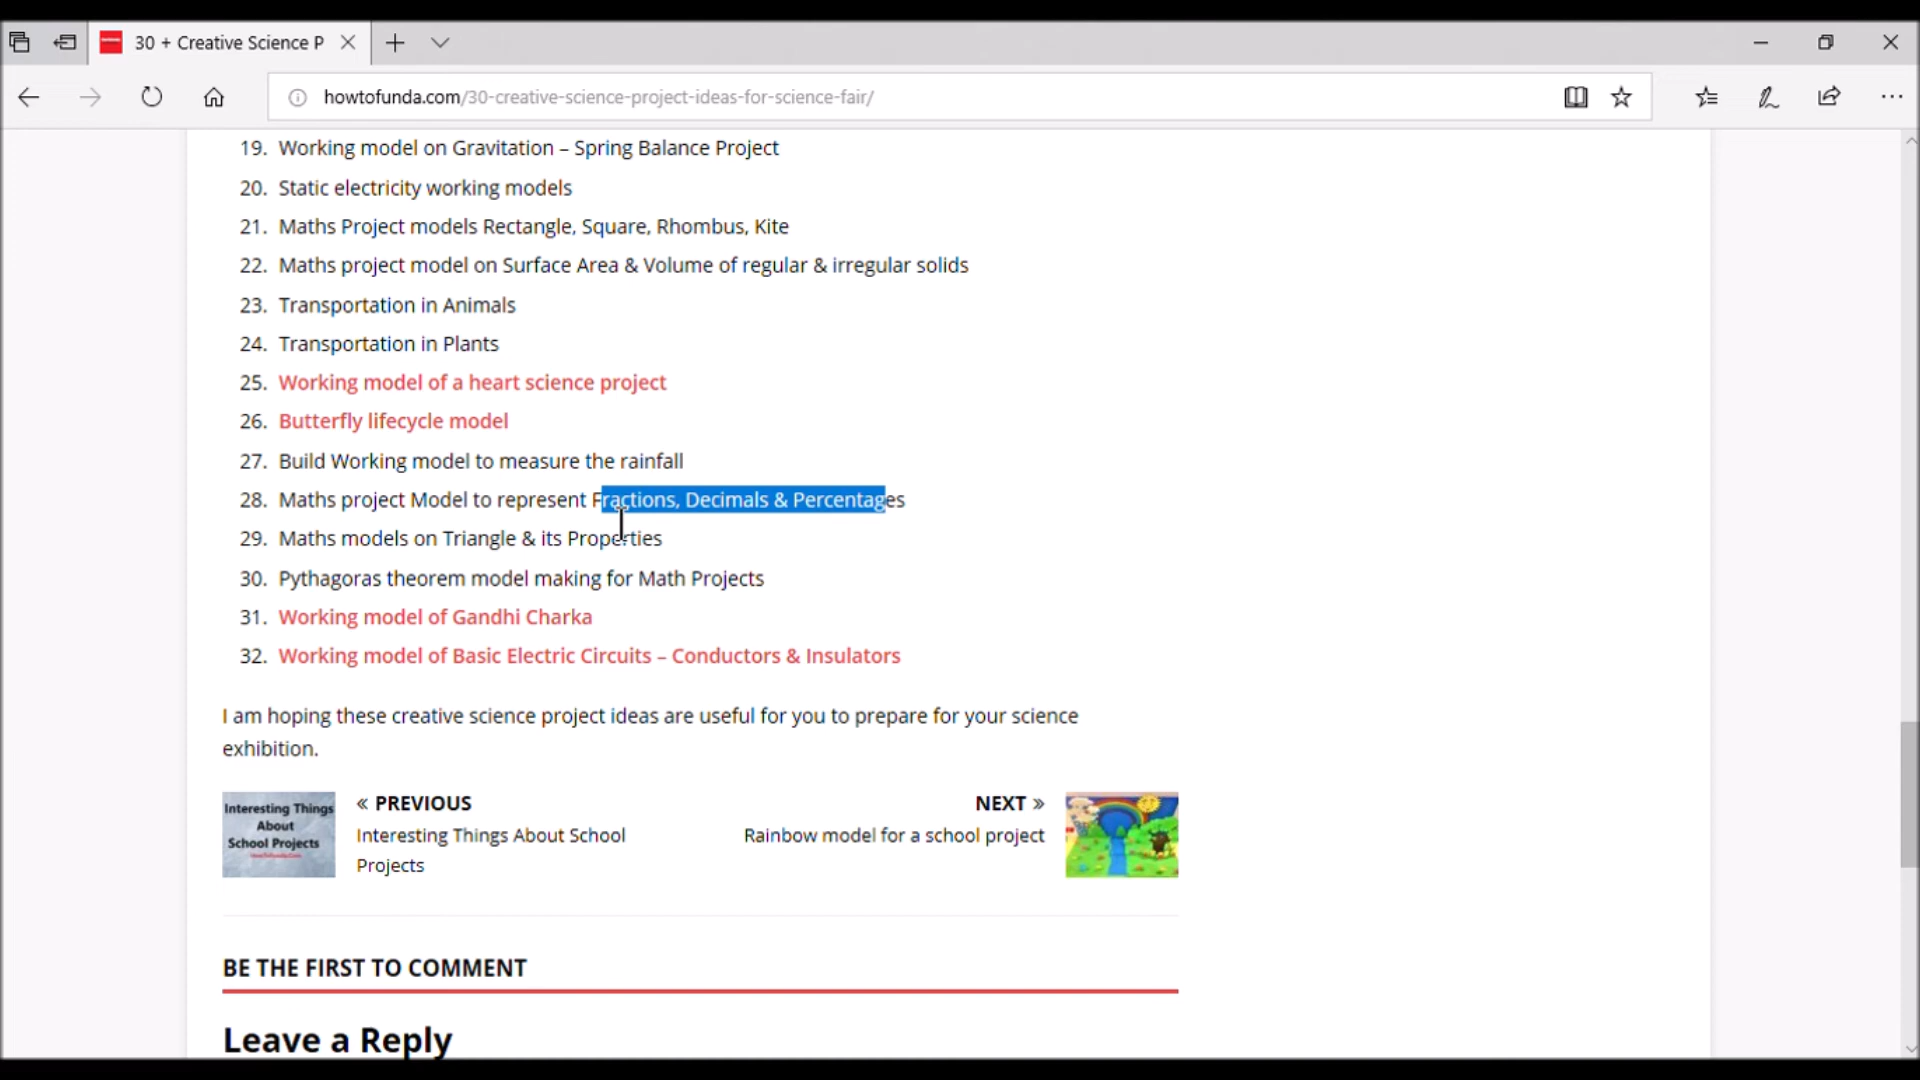 30 + Creative Science P
howtofunda.com/30-creative-science-project-ideas-for-science-fair/
19. Working model on Gravitation – Spring Balance Project
20. Static electricity working models
21. Maths Project models Rectangle, Square, Rhombus, Kite
22. Maths project model on Surface Area & Volume of regular & irregular solids
23. Transportation in Animals
24. Transportation in Plants
25. Working model of a heart science project
26. Butterfly lifecycle model
27. Build Working model to measure the rainfall
28. Maths project Model to represent Fractions, Decimals & Percentages
29. Maths models on Triangle & its Properties
30. Pythagoras theorem model making for Math Projects
31. Working model of Gandhi Charka
32. Working model of Basic Electric Circuits – Conductors & Insulators
I am hoping these creative science project ideas are useful for you to prepare for your science
exhibition.
Interesting Things
About
School Projects
« PREVIOUS
Interesting Things About School
Projects
NEXT »
Rainbow model for a school project
BE THE FIRST TO COMMENT
Leave a Reply